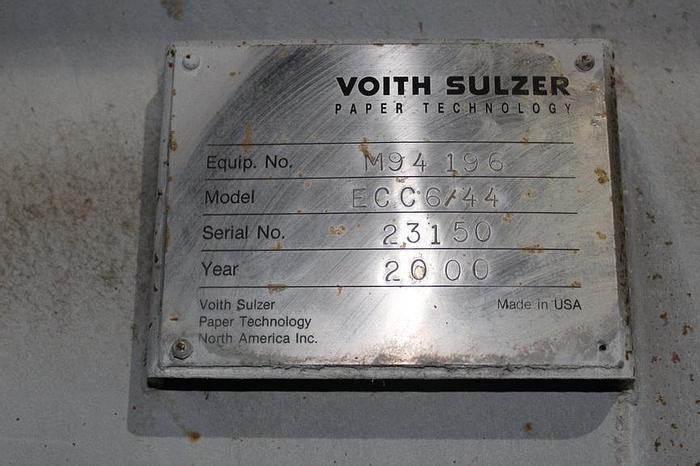 VOITH SULZER
PAPER TECHNOLOGY
Equip. No. M94 196
Model ECC6/44
Serial No. 23150
Year 2000
Voith Sulzer
Paper Technology
North America Inc.
Made in USA